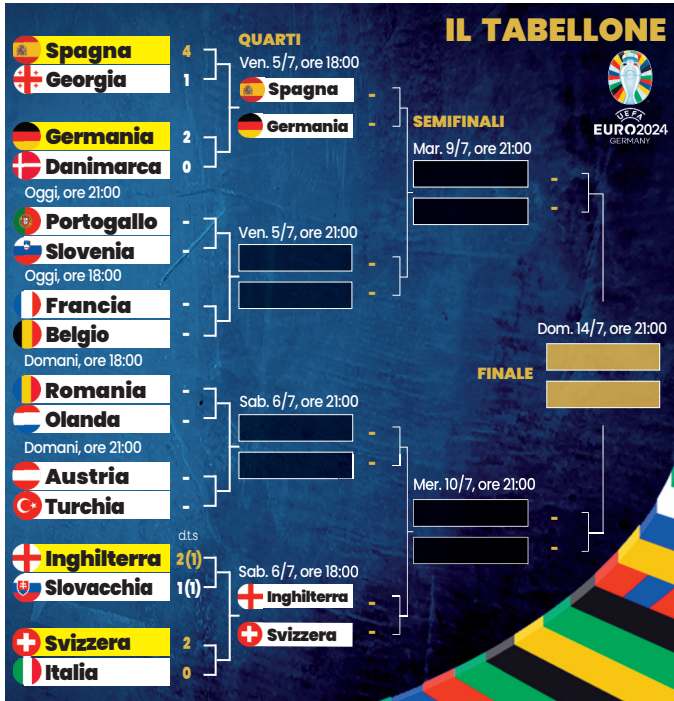 IL TABELLONE
UEFA
EURO2024
GERMANY
Spagna 4
Georgia 1
Germania 2
Danimarca 0
Oggi, ore 21:00
Portogallo -
Slovenia -
Oggi, ore 18:00
Francia -
Belgio -
Domani, ore 18:00
Romania -
Olanda -
Domani, ore 21:00
Austria -
Turchia -
d.t.s
Inghilterra 2(1)
Slovacchia 1(1)
Svizzera 2
Italia 0
QUARTI
Ven. 5/7, ore 18:00
Spagna -
Germania -
Ven. 5/7, ore 21:00
-
-
Sab. 6/7, ore 21:00
-
-
Sab. 6/7, ore 18:00
Inghilterra -
Svizzera -
SEMIFINALI
Mar. 9/7, ore 21:00
-
-
Mer. 10/7, ore 21:00
-
-
Dom. 14/7, ore 21:00
FINALE